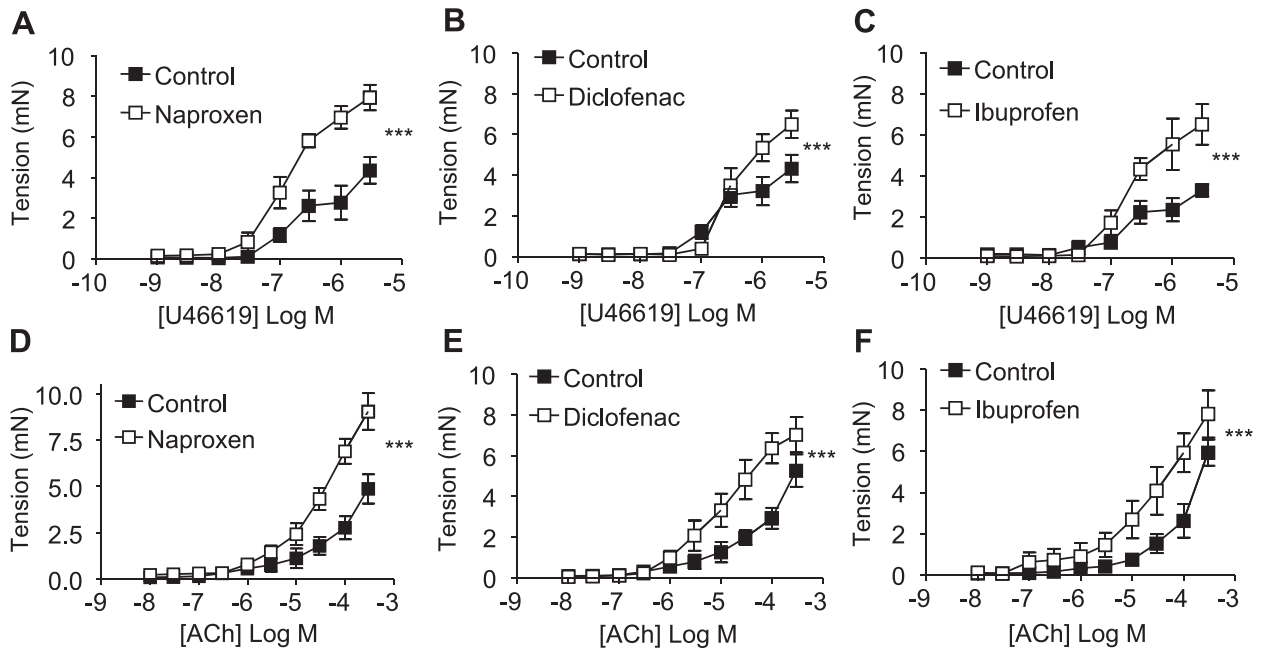 A
Tension (mN)
10
8
6
4
2
0
Control
Naproxen
***
-10 -9 -8 -7 -6 -5
[U46619] Log M
B
Tension (mN)
10
8
6
4
2
0
Control
Diclofenac
***
-10 -9 -8 -7 -6 -5
[U46619] Log M
C
Tension (mN)
10
8
6
4
2
0
Control
Ibuprofen
***
-10 -9 -8 -7 -6 -5
[U46619] Log M
D
Tension (mN)
10.0
7.5
5.0
2.5
0.0
Control
Naproxen
***
-9 -8 -7 -6 -5 -4 -3
[ACh] Log M
E
Tension (mN)
10
8
6
4
2
0
Control
Diclofenac
***
-9 -8 -7 -6 -5 -4 -3
[ACh] Log M
F
Tension (mN)
10
8
6
4
2
0
Control
Ibuprofen
***
-9 -8 -7 -6 -5 -4 -3
[ACh] Log M